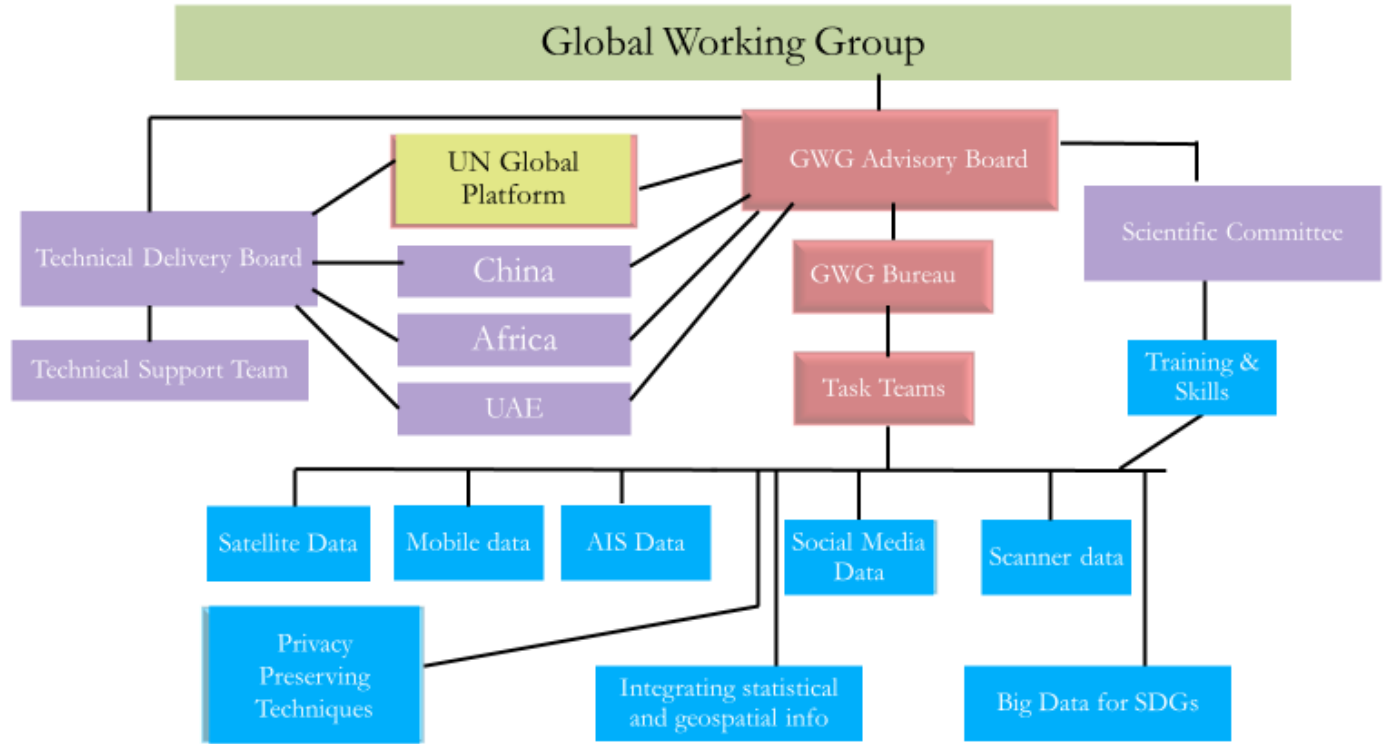 Global Working Group
GWG Advisory Board
UN Global
Platform
Technical Delivery Board
China
Africa
UAE
Technical Support Team
GWG Bureau
Task Teams
Scientific Committee
Training &
Skills
Satellite Data
Mobile data
AIS Data
Social Media
Data
Scanner data
Privacy
Preserving
Techniques
Integrating statistical
and geospatial info
Big Data for SDGs